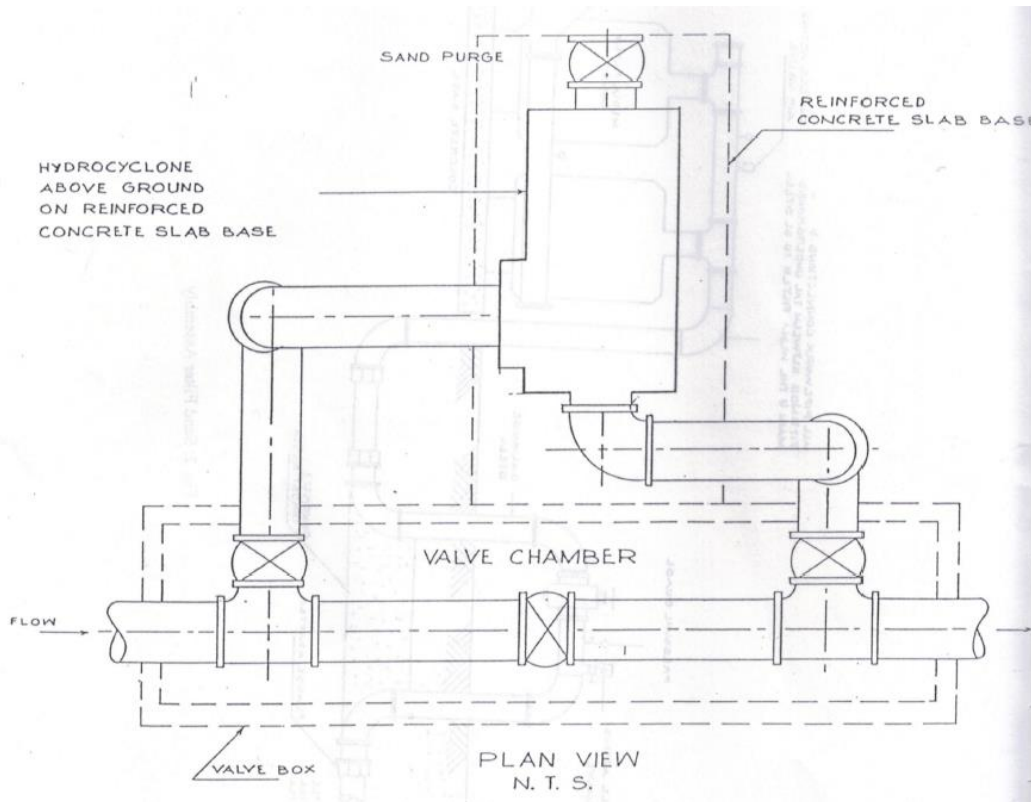 SAND PURGE
REINFORCED
CONCRETE SLAB BASE
HYDROCYCLONE
ABOVE GROUND
ON REINFORCED
CONCRETE SLAB BASE
VALVE CHAMBER
FLOW
VALVE BOX
PLAN VIEW
N.T.S.